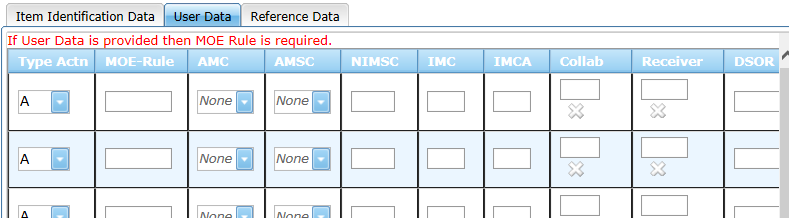 Item Identification Data User Data Reference Data
If User Data is provided then MOE Rule is required.
Type Actn MOE-Rule AMC AMSC NIMSC IMC IMCA Collab Receiver DSOR
A None None
A None None
A None None